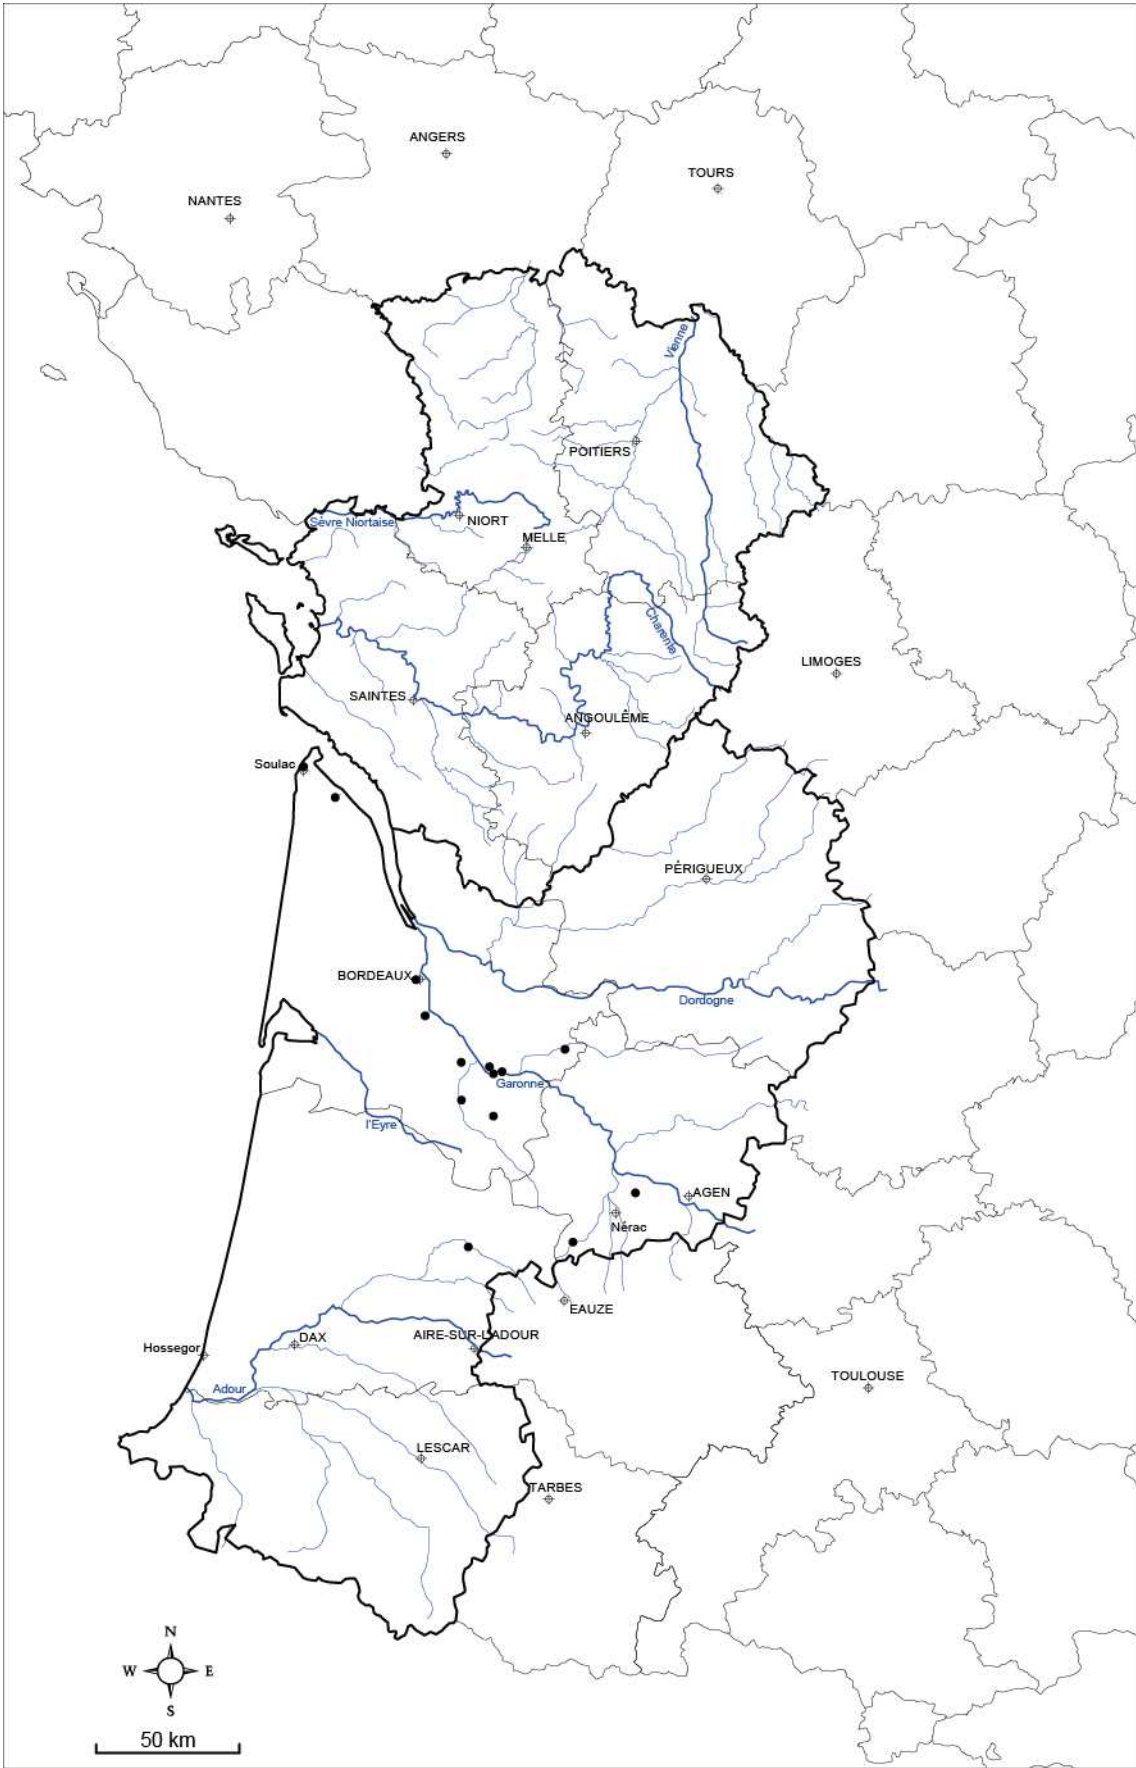 ANGERS
TOURS
NANTES
Vienne
POITIERS
Sèvre Niortaise
NIORT
MELLE
Charente
LIMOGES
SAINTES
ANGOULÊME
Soulac
PÉRIGUEUX
BORDEAUX
Dordogne
Garonne
l'Eyre
AGEN
Nérac
EAUZE
DAX
AIRE-SUR-L'ADOUR
Hossegor
TOULOUSE
Adour
LESCAR
TARBES
N
W E
S
50 km